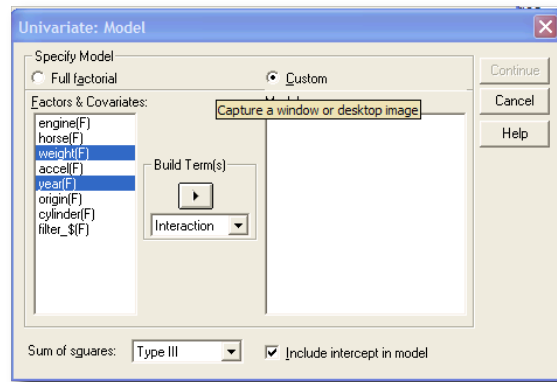 Univariate: Model
Specify Model
Full factorial
Custom
Continue
Factors & Covariates:
Capture a window or desktop image
Cancel
engine(F)
horse(F)
weight(F)
accel(F)
year(F)
origin(F)
cylinder(F)
filter_$(F)
Help
Build Term(s)
Interaction
Sum of squares:
Type III
Include intercept in model